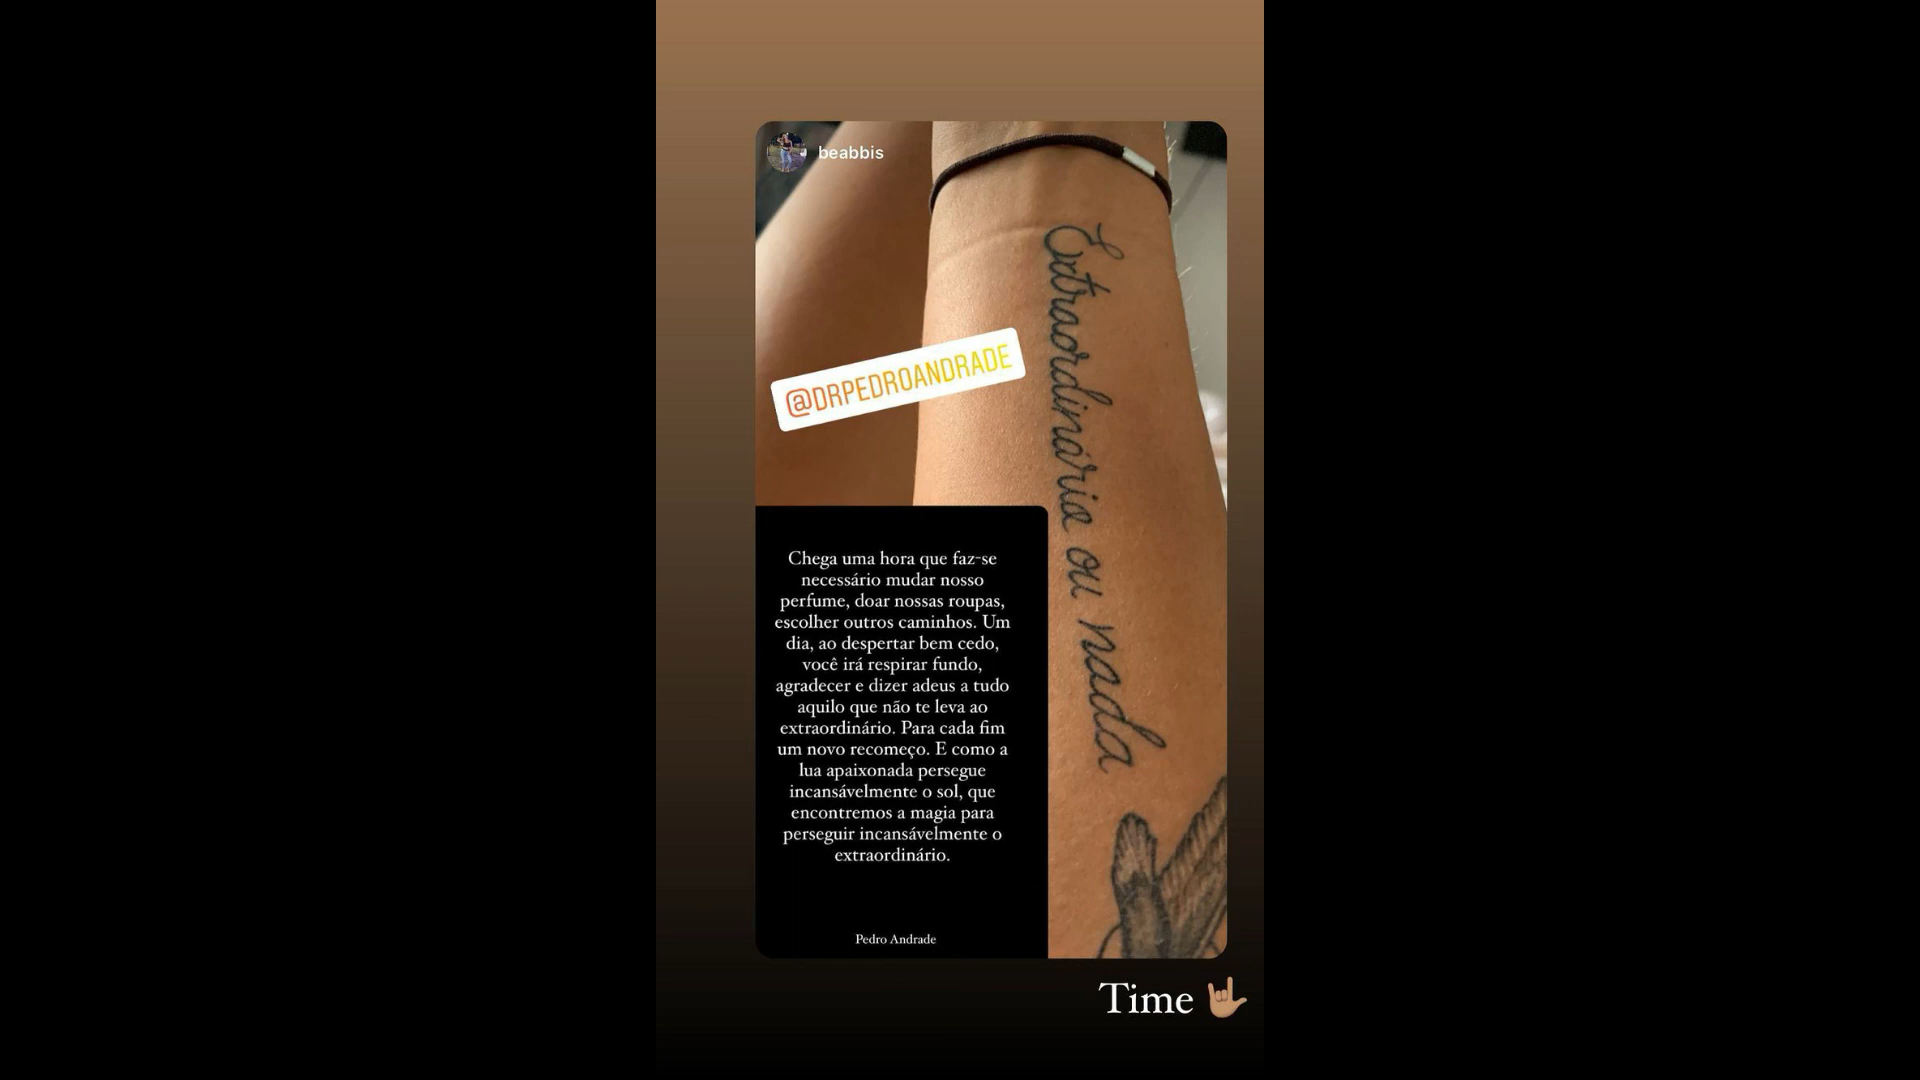 beabbis
Extraordinária ou nada
@DRPEDROANDRADE
Chega uma hora que faz-se
necessário mudar nosso
perfume, doar nossas roupas,
escolher outros caminhos. Um
dia, ao despertar bem cedo,
você irá respirar fundo,
agradecer e dizer adeus a tudo
aquilo que não te leva ao
extraordinário. Para cada fim
um novo recomeço. E como a
lua apaixonada persegue
incansávelmente o sol, que
encontremos a magia para
perseguir incansávelmente o
extraordinário.
Pedro Andrade
Time